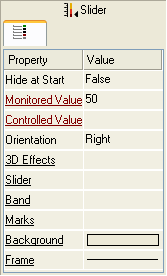 Slider
Property Value
Hide at Start False
Monitored Value 50
Controlled Value
Orientation Right
3D Effects
Slider
Band
Marks
Background
Frame